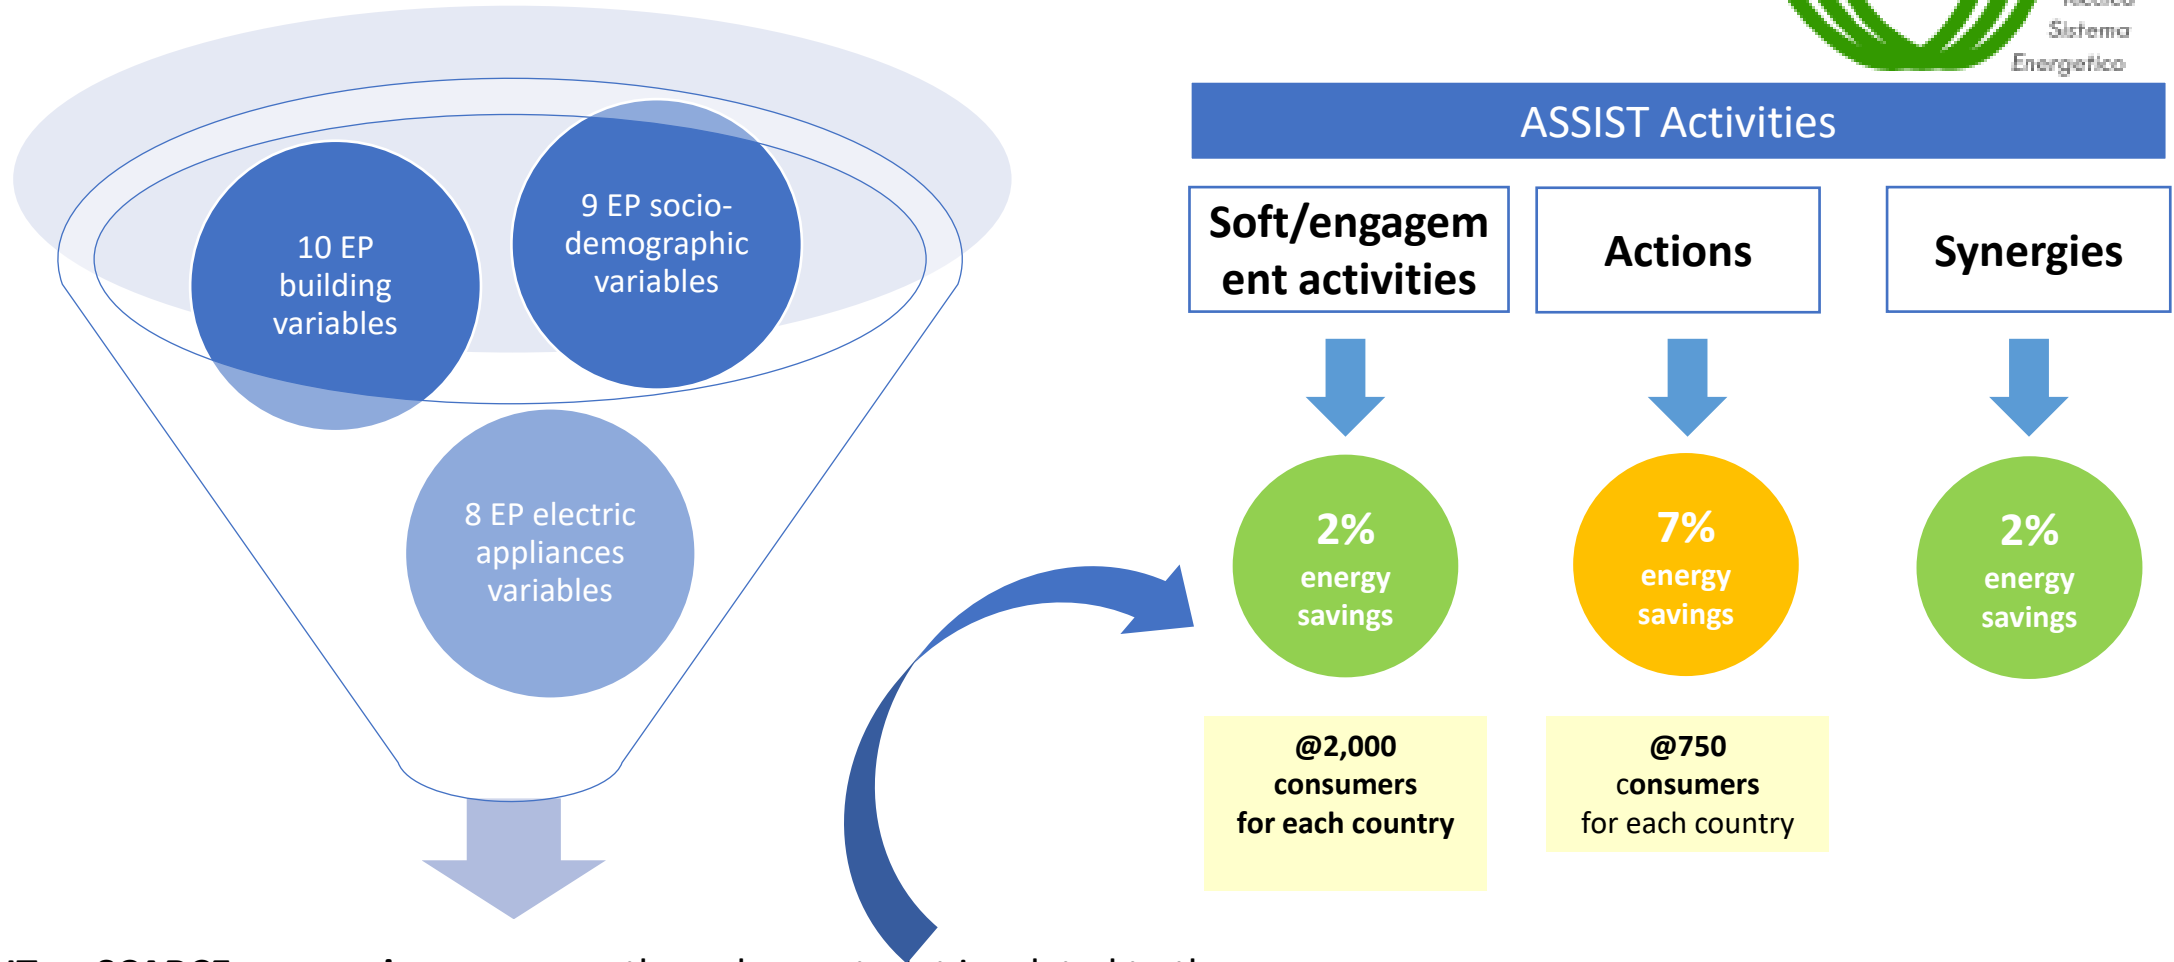 Sistema
Energetico
ASSIST Activities
10 EP
building
variables
9 EP socio-
demographic
variables
8 EP electric
appliances
variables
Soft/engagem
ent activities
Actions
Synergies
2%
energy
savings
7%
energy
savings
2%
energy
savings
@2,000
consumers
for each country
@750
consumers
for each country